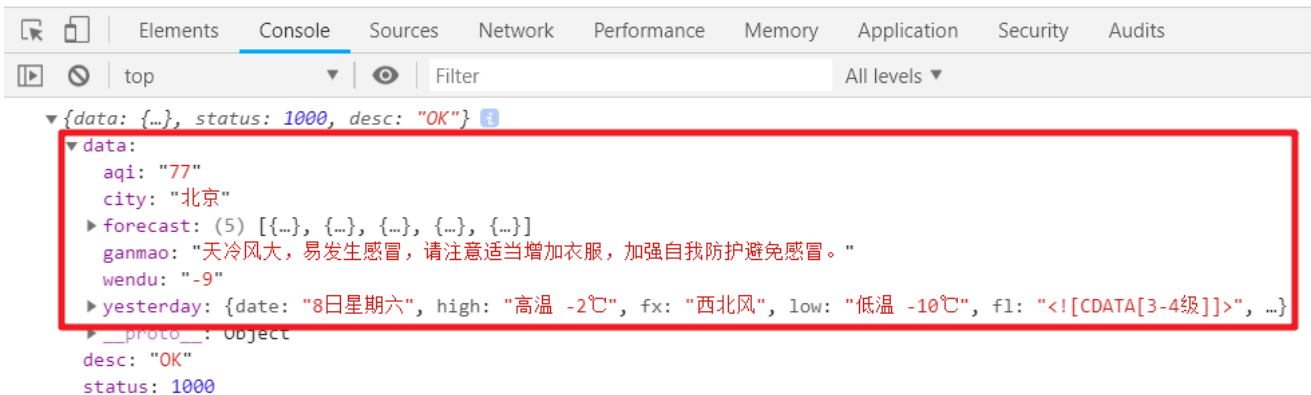 Elements Console Sources Network Performance Memory Application Security Audits
top ▼ Filter All levels ▼
▼{data: {…}, status: 1000, desc: "OK"} i
▼data:
aqi: "77"
city: "北京"
▶forecast: (5) [{…}, {…}, {…}, {…}, {…}]
ganmao: "天冷风大，易发生感冒，请注意适当增加衣服，加强自我防护避免感冒。"
wendu: "-9"
▶yesterday: {date: "8日星期六", high: "高温 -2℃", fx: "西北风", low: "低温 -10℃", fl: "<![CDATA[3-4级]]>", …}
▶__proto__: Object
desc: "OK"
status: 1000